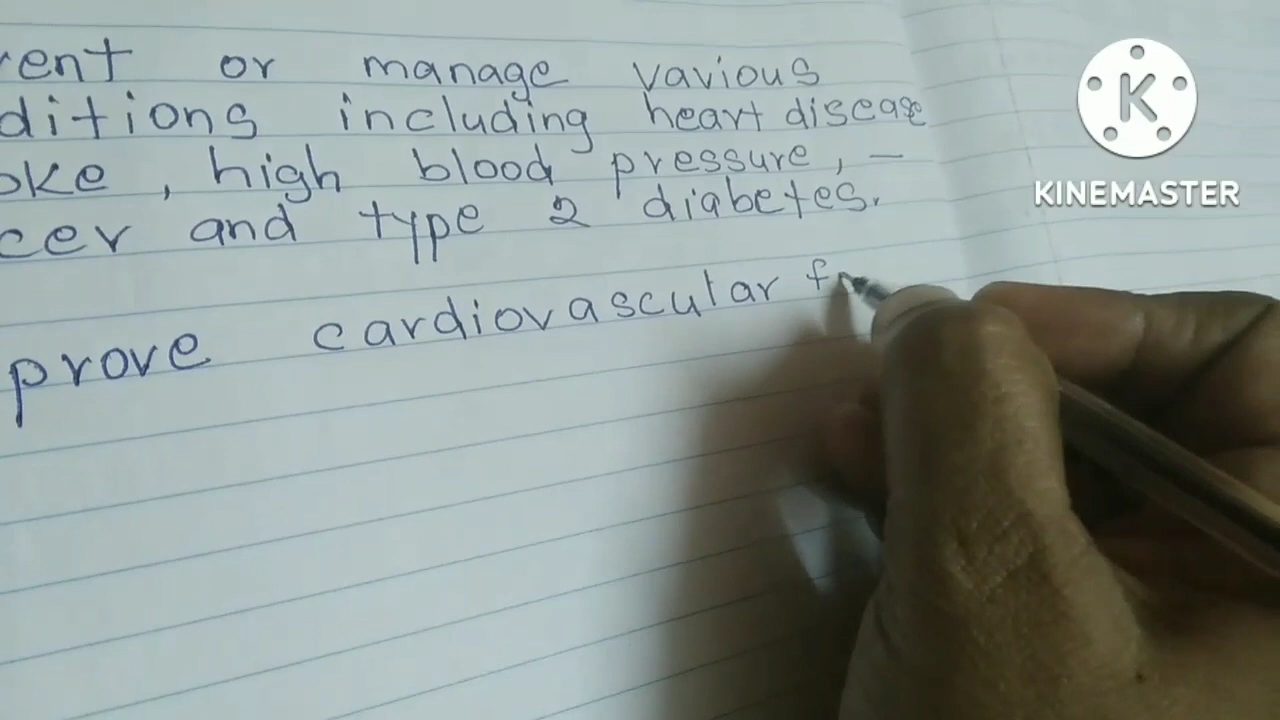 rent or manage various
ditions including heart disease
oke, high blood pressure, –
cer and type 2 diabetes.
prove cardiovascular f
KINEMASTER